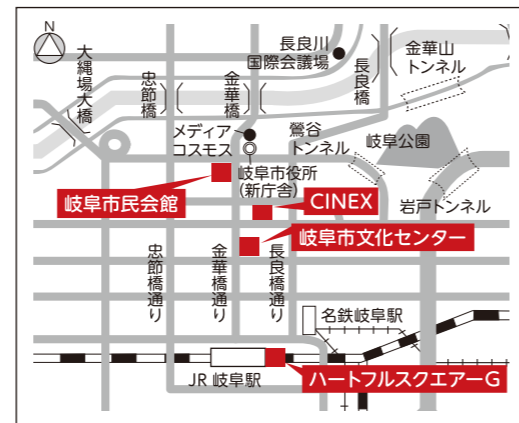 N
大縄場大橋
忠節橋
金華橋
長良川
国際会議場
長良橋
金華山
トンネル
メディア
コスモス
鶯谷
トンネル
岐阜公園
岐阜市役所
(新庁舎)
岐阜市民会館
CINEX
岩戸トンネル
岐阜市文化センター
忠節橋通り
金華橋通り
長良橋通り
名鉄岐阜駅
JR 岐阜駅
ハートフルスクエアーG